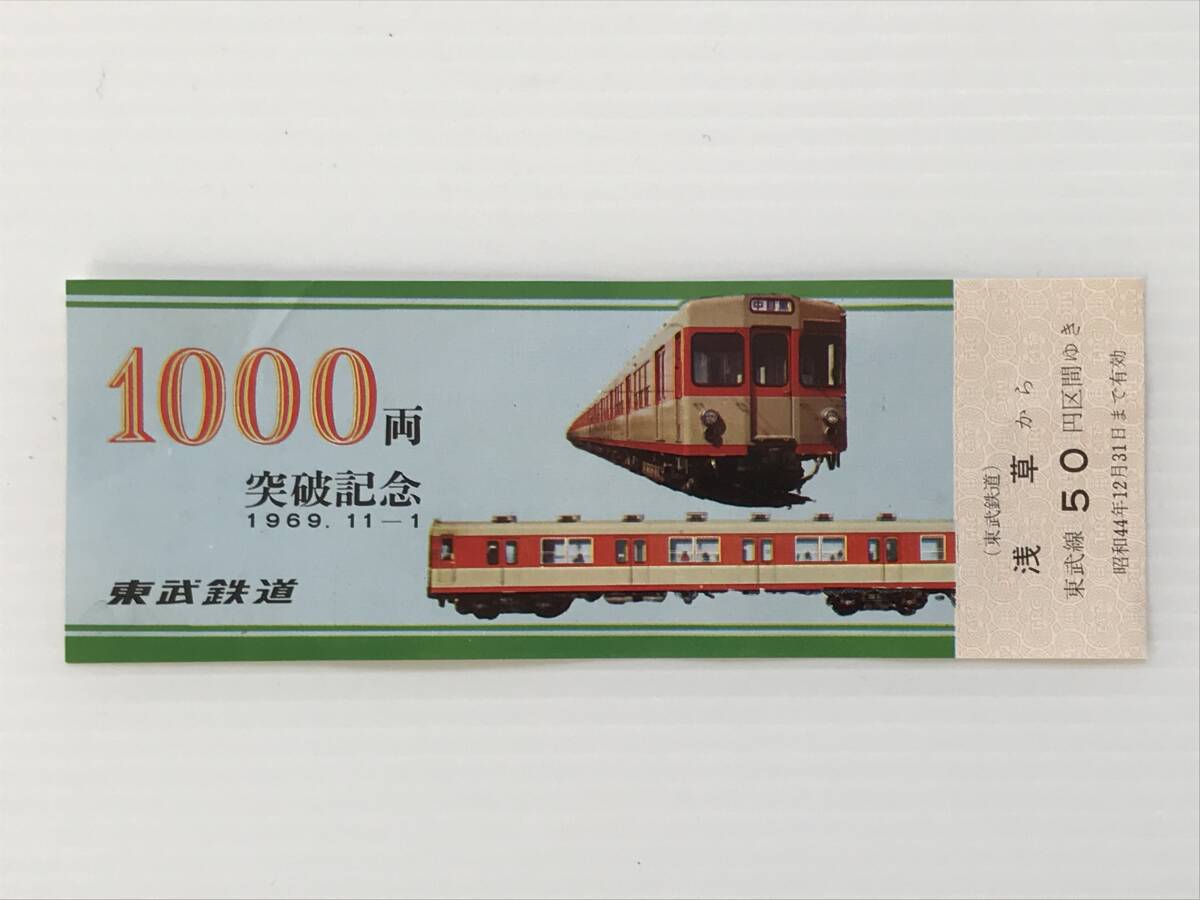 1000両
突破記念
1969. 11-1
東武鉄道
中目黒
(東武鉄道)
浅草から
東武線50円区間ゆき
昭和44年12月31日まで有効